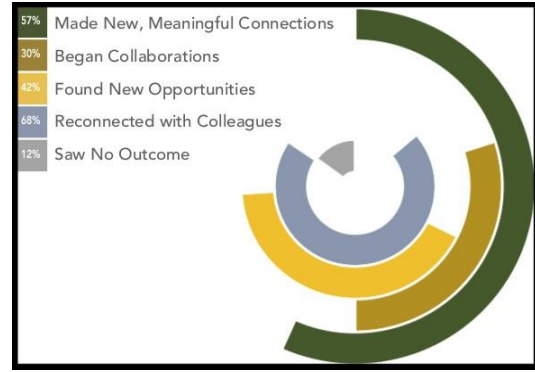 57% Made New, Meaningful Connections
30% Began Collaborations
42% Found New Opportunities
68% Reconnected with Colleagues
12% Saw No Outcome